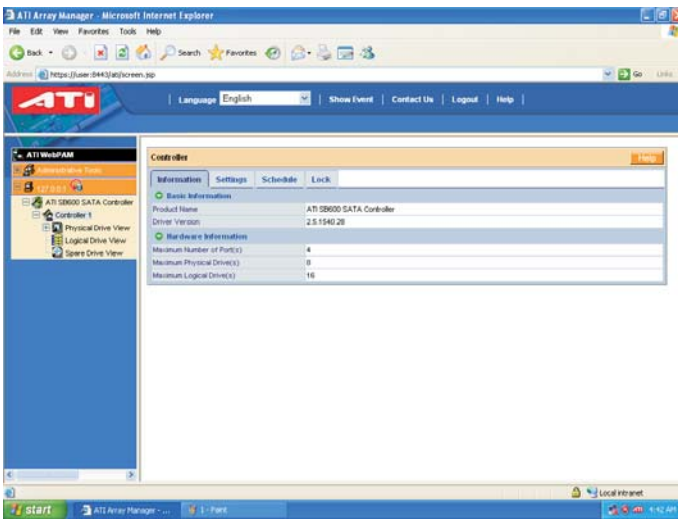 ATI Array Manager - Microsoft Internet Explorer
File Edit View Favorites Tools Help
Back Search Favorites
Address https://user:8443/ati/screen.jsp Go Links
ATI
Language English Show Event Contact Us Logout Help
ATI WebPAM
Administrative Tools
127.0.0.1
ATI SB600 SATA Controller
Controller 1
Physical Drive View
Logical Drive View
Spare Drive View
Controller Help
Information Settings Schedule Lock
Basic Information
Product Name ATI SB600 SATA Controller
Driver Version 2.5.1540.28
Hardware Information
Maximum Number of Port(s) 4
Maximum Physical Drive(s) 8
Maximum Logical Drive(s) 16
Local intranet
start ATI Array Manager - ... 1 - Paint 4:42 AM